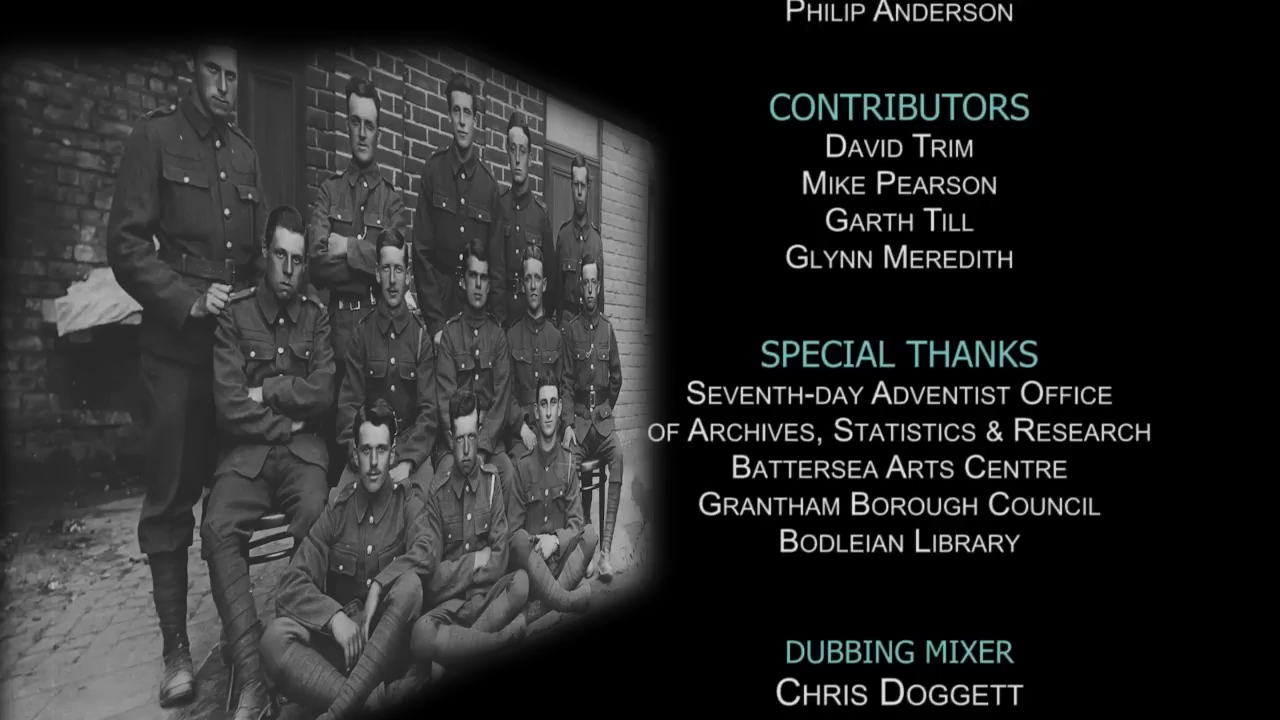 PHILIP ANDERSON
CONTRIBUTORS
DAVID TRIM
MIKE PEARSON
GARTH TILL
GLYNN MEREDITH
SPECIAL THANKS
SEVENTH-DAY ADVENTIST OFFICE
OF ARCHIVES, STATISTICS & RESEARCH
BATTERSEA ARTS CENTRE
GRANTHAM BOROUGH COUNCIL
BODLEIAN LIBRARY
DUBBING MIXER
CHRIS DOGGETT